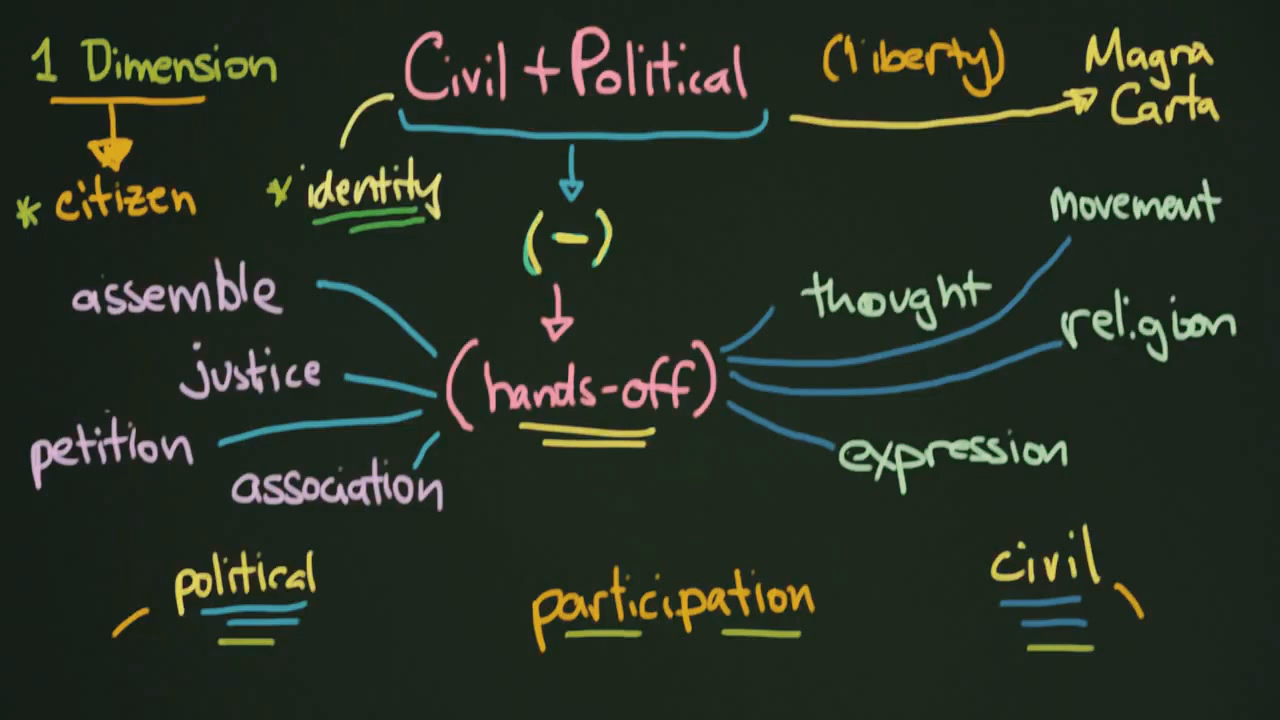 1 Dimension
Civil + Political
(liberty)
Magna
Carta
* citizen
* identity
(-)
movement
assemble
thought
religion
justice
(hands-off)
petition
expression
association
political
participation
civil